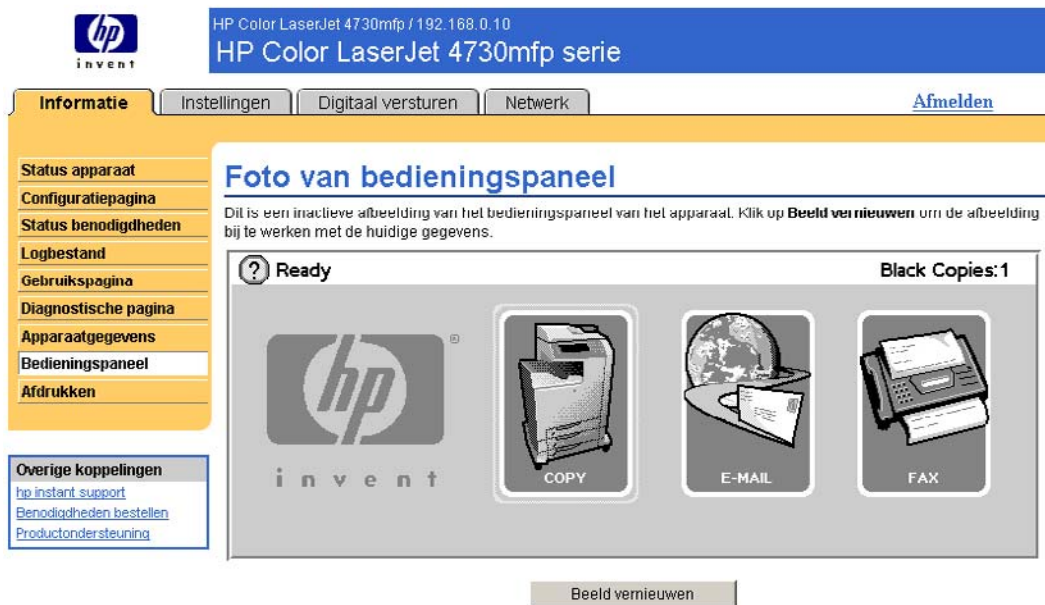 hp
invent
HP Color LaserJet 4730mfp / 192.168.0.10
HP Color LaserJet 4730mfp serie
Informatie
Instellingen
Digitaal versturen
Netwerk
Afmelden
Status apparaat
Configuratiepagina
Status benodigdheden
Logbestand
Gebruikspagina
Diagnostische pagina
Apparaatgegevens
Bedieningspaneel
Afdrukken
Overige koppelingen
hp instant support
Benodigdheden bestellen
Productondersteuning
Foto van bedieningspaneel
Dit is een inactieve afbeelding van het bedieningspaneel van het apparaat. Klik op Beeld vernieuwen om de afbeelding
bij te werken met de huidige gegevens.
? Ready
Black Copies:1
hp ®
invent
COPY
E-MAIL
FAX
Beeld vernieuwen